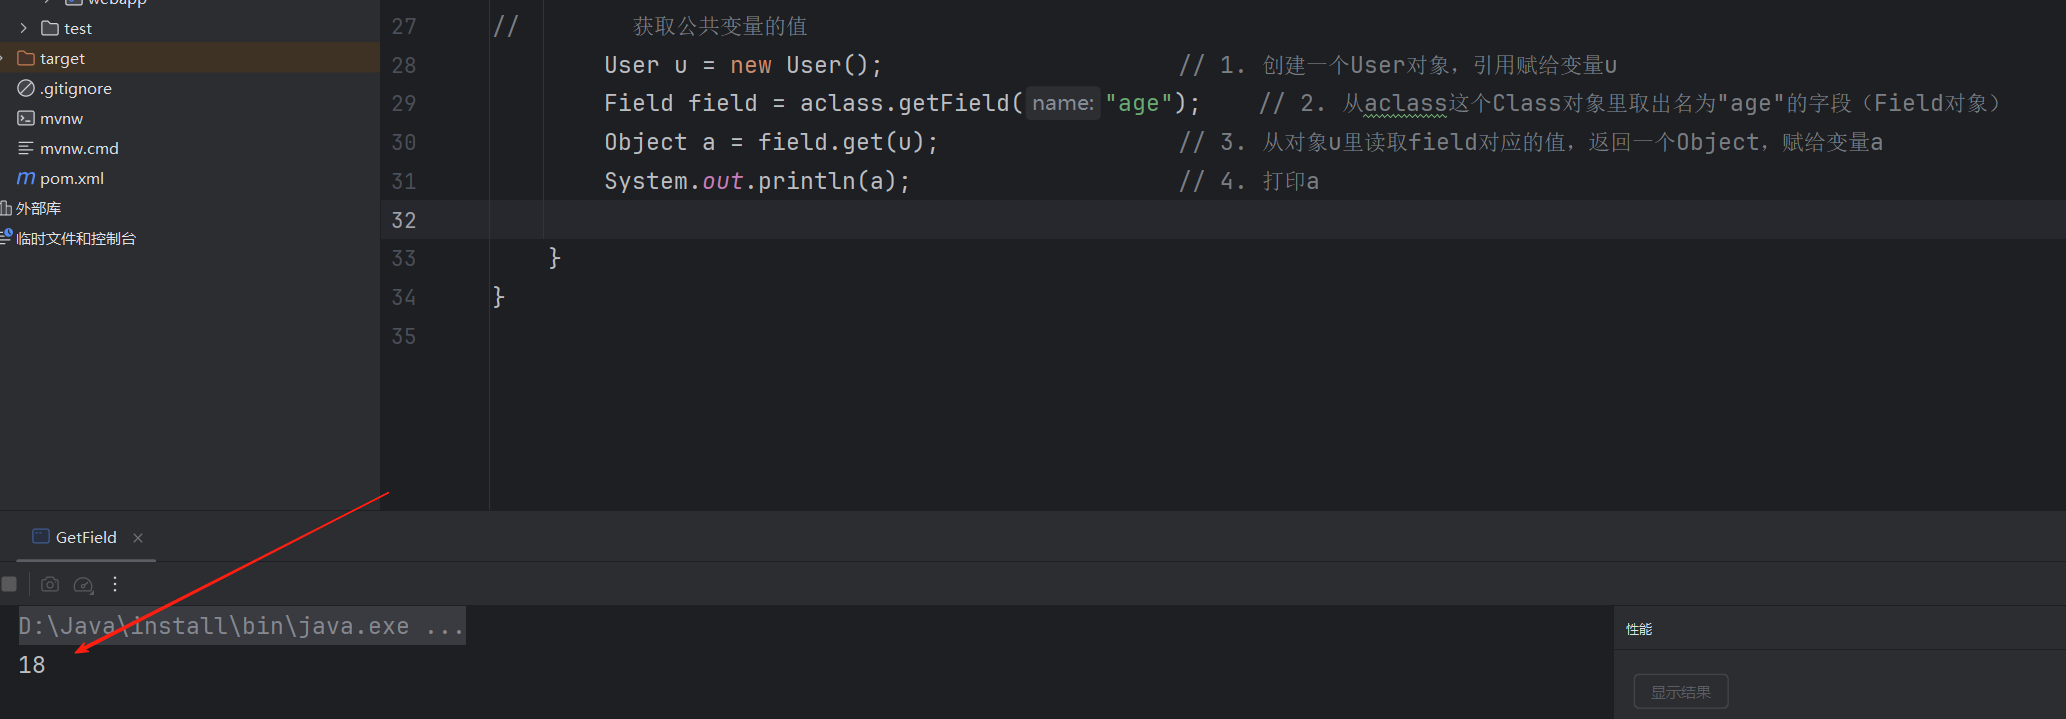 webapp
test
target
.gitignore
mvnw
mvnw.cmd
pom.xml
外部库
临时文件和控制台
27 // 获取公共变量的值
28 User u = new User(); // 1. 创建一个User对象，引用赋给变量u
29 Field field = aclass.getField( name: "age"); // 2. 从aclass这个Class对象里取出名为"age"的字段（Field对象）
30 Object a = field.get(u); // 3. 从对象u里读取field对应的值，返回一个Object，赋给变量a
31 System.out.println(a); // 4. 打印a
32
33 }
34 }
35
GetField
D:\Java\install\bin\java.exe ...
18
性能
显示结果